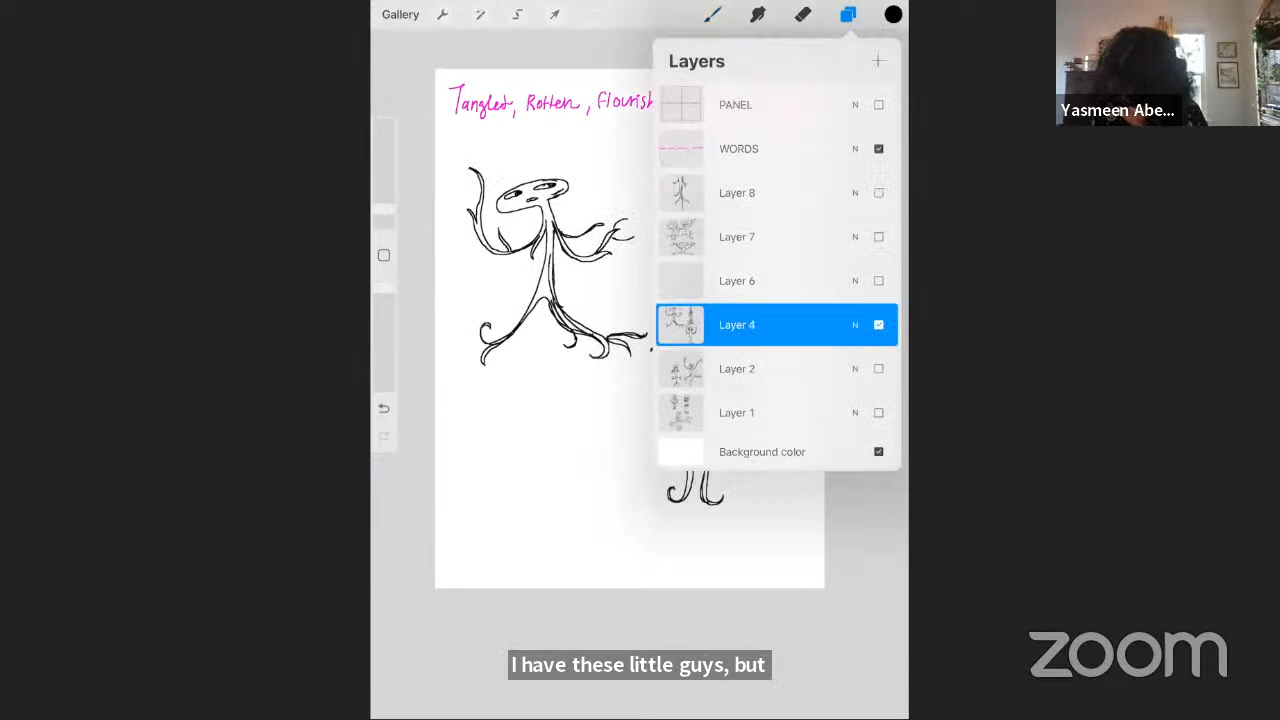 Gallery
Layers
Tangled, Rotten, Flourish
PANEL N
WORDS N
Layer 8 N
Layer 7 N
Layer 6 N
Layer 4 N
Layer 2 N
Layer 1 N
Background color
Yasmeen Abe...
I have these little guys, but
zoom